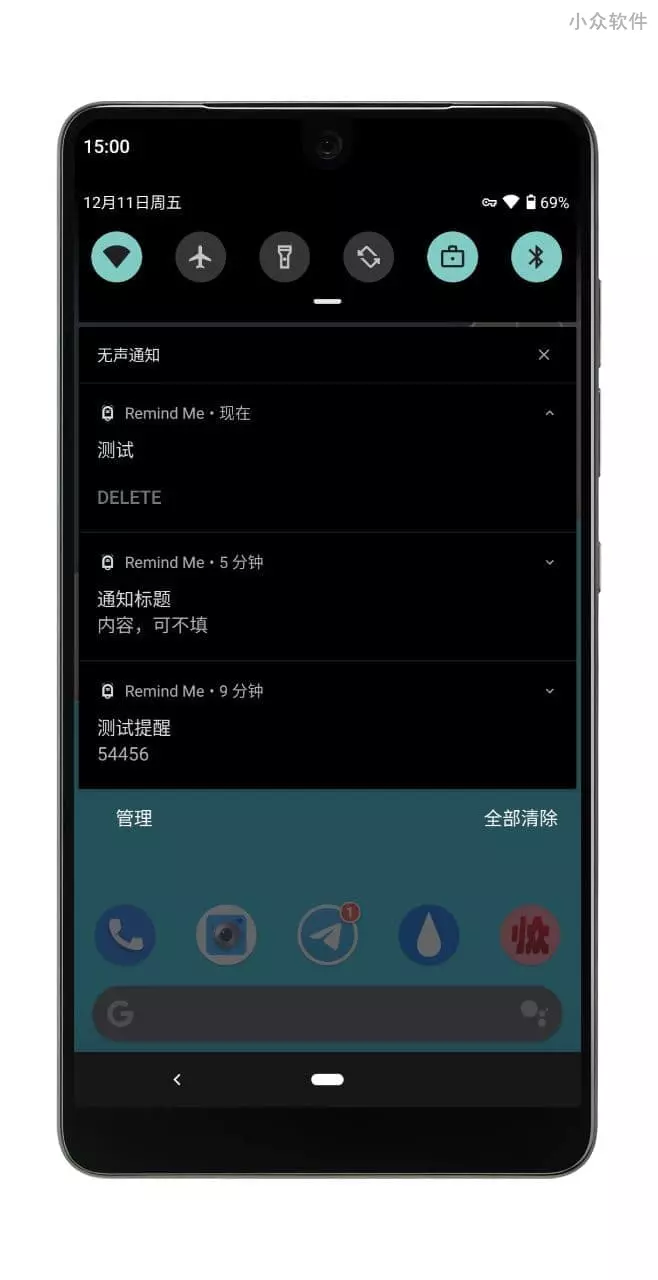 小众软件
15:00
12月11日周五
69%
无声通知
Remind Me • 现在
测试
DELETE
Remind Me • 5 分钟
通知标题
内容，可不填
Remind Me • 9 分钟
测试提醒
54456
管理
全部清除
1
G